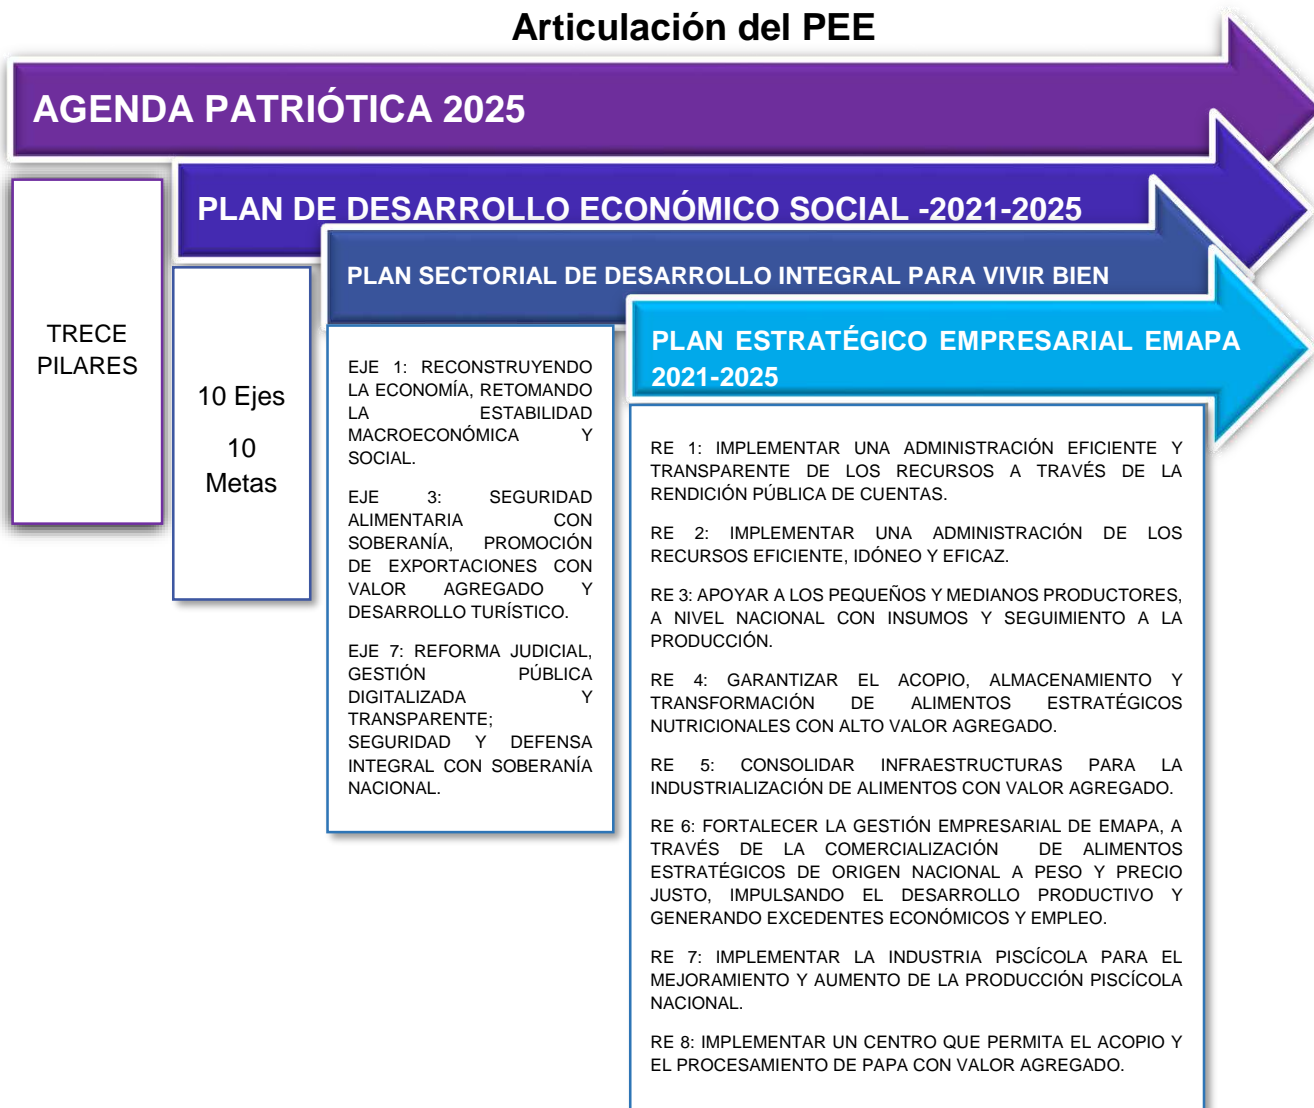 Articulación del PEE
AGENDA PATRIÓTICA 2025
TRECE
PILARES
PLAN DE DESARROLLO ECONÓMICO SOCIAL -2021-2025
10 Ejes
10
Metas
PLAN SECTORIAL DE DESARROLLO INTEGRAL PARA VIVIR BIEN
EJE 1: RECONSTRUYENDO
LA ECONOMÍA, RETOMANDO
LA ESTABILIDAD
MACROECONÓMICA Y
SOCIAL.
EJE 3: SEGURIDAD
ALIMENTARIA CON
SOBERANÍA, PROMOCIÓN
DE EXPORTACIONES CON
VALOR AGREGADO Y
DESARROLLO TURÍSTICO.
EJE 7: REFORMA JUDICIAL,
GESTIÓN PÚBLICA
DIGITALIZADA Y
TRANSPARENTE;
SEGURIDAD Y DEFENSA
INTEGRAL CON SOBERANÍA
NACIONAL.
PLAN ESTRATÉGICO EMPRESARIAL EMAPA
2021-2025
RE 1: IMPLEMENTAR UNA ADMINISTRACIÓN EFICIENTE Y
TRANSPARENTE DE LOS RECURSOS A TRAVÉS DE LA
RENDICIÓN PÚBLICA DE CUENTAS.
RE 2: IMPLEMENTAR UNA ADMINISTRACIÓN DE LOS
RECURSOS EFICIENTE, IDÓNEO Y EFICAZ.
RE 3: APOYAR A LOS PEQUEÑOS Y MEDIANOS PRODUCTORES,
A NIVEL NACIONAL CON INSUMOS Y SEGUIMIENTO A LA
PRODUCCIÓN.
RE 4: GARANTIZAR EL ACOPIO, ALMACENAMIENTO Y
TRANSFORMACIÓN DE ALIMENTOS ESTRATÉGICOS
NUTRICIONALES CON ALTO VALOR AGREGADO.
RE 5: CONSOLIDAR INFRAESTRUCTURAS PARA LA
INDUSTRIALIZACIÓN DE ALIMENTOS CON VALOR AGREGADO.
RE 6: FORTALECER LA GESTIÓN EMPRESARIAL DE EMAPA, A
TRAVÉS DE LA COMERCIALIZACIÓN DE ALIMENTOS
ESTRATÉGICOS DE ORIGEN NACIONAL A PESO Y PRECIO
JUSTO, IMPULSANDO EL DESARROLLO PRODUCTIVO Y
GENERANDO EXCEDENTES ECONÓMICOS Y EMPLEO.
RE 7: IMPLEMENTAR LA INDUSTRIA PISCÍCOLA PARA EL
MEJORAMIENTO Y AUMENTO DE LA PRODUCCIÓN PISCÍCOLA
NACIONAL.
RE 8: IMPLEMENTAR UN CENTRO QUE PERMITA EL ACOPIO Y
EL PROCESAMIENTO DE PAPA CON VALOR AGREGADO.